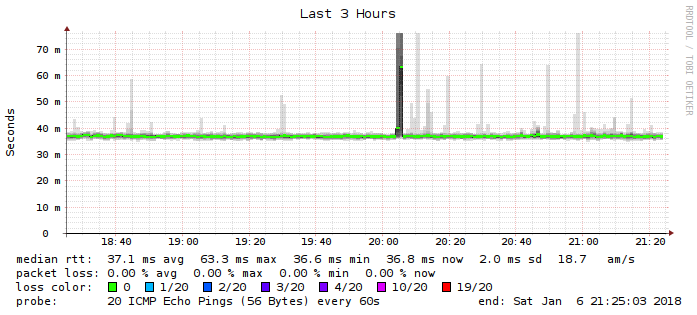 Last 3 Hours
RRDTOOL / TOBI OETIKER
Seconds
70 m
60 m
50 m
40 m
30 m
20 m
10 m
0
18:40 19:00 19:20 19:40 20:00 20:20 20:40 21:00 21:20
median rtt: 37.1 ms avg 63.3 ms max 36.6 ms min 36.8 ms now 2.0 ms sd 18.7 am/s
packet loss: 0.00 % avg 0.00 % max 0.00 % min 0.00 % now
loss color: 0 1/20 2/20 3/20 4/20 10/20 19/20
probe: 20 ICMP Echo Pings (56 Bytes) every 60s end: Sat Jan 6 21:25:03 2018